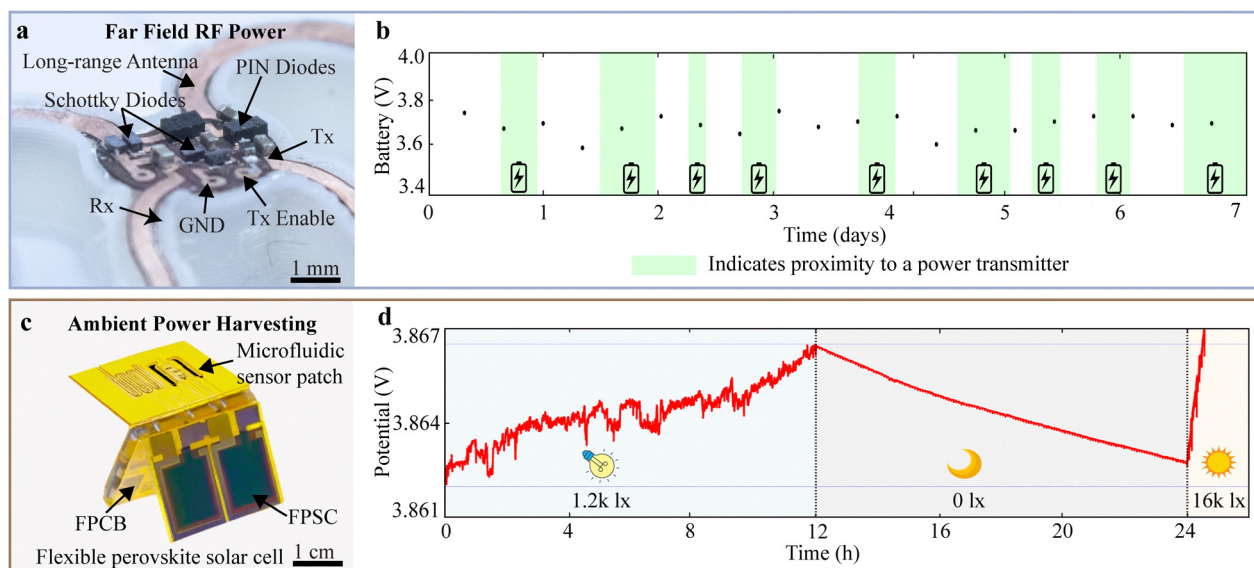 a
Far Field RF Power
Long-range Antenna
PIN Diodes
Schottky Diodes
Tx
Rx
GND
Tx Enable
1 mm
b
4.0
3.8
3.6
3.4
Battery (V)
0 1 2 3 4 5 6 7
Time (days)
Indicates proximity to a power transmitter
c
Ambient Power Harvesting
Microfluidic
sensor patch
FPCB
FPSC
Flexible perovskite solar cell
1 cm
d
3.867
3.864
3.861
Potential (V)
1.2k lx
0 lx
16k lx
0 4 8 12 16 20 24
Time (h)